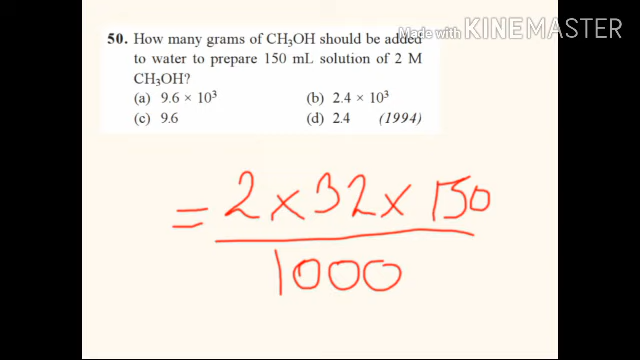 Made with KINEMASTER
50. How many grams of CH₃OH should be added
to water to prepare 150 mL solution of 2 M
CH₃OH?
(a) 9.6 × 10³ (b) 2.4 × 10³
(c) 9.6 (d) 2.4 (1994)
= 2 × 32 × 150
1000